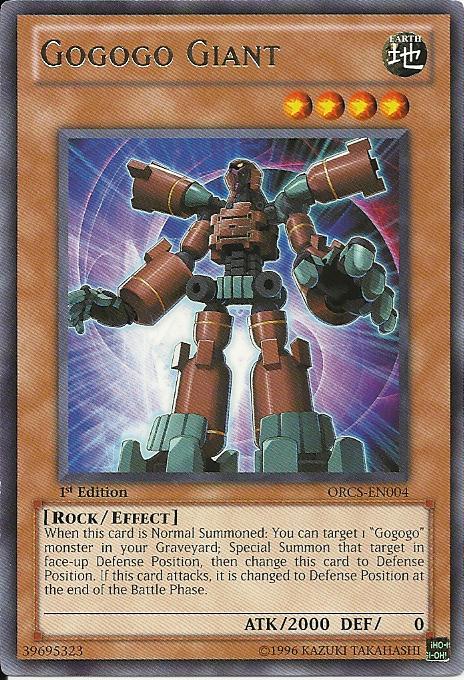 GOGOGO GIANT
EARTH
地
1st Edition
ORCS-EN004
[ROCK/EFFECT]
When this card is Normal Summoned: You can target 1 "Gogogo"
monster in your Graveyard; Special Summon that target in
face-up Defense Position, then change this card to Defense
Position. If this card attacks, it is changed to Defense Position at
the end of the Battle Phase.
ATK/2000 DEF/ 0
39695323
©1996 KAZUKI TAKAHASHI